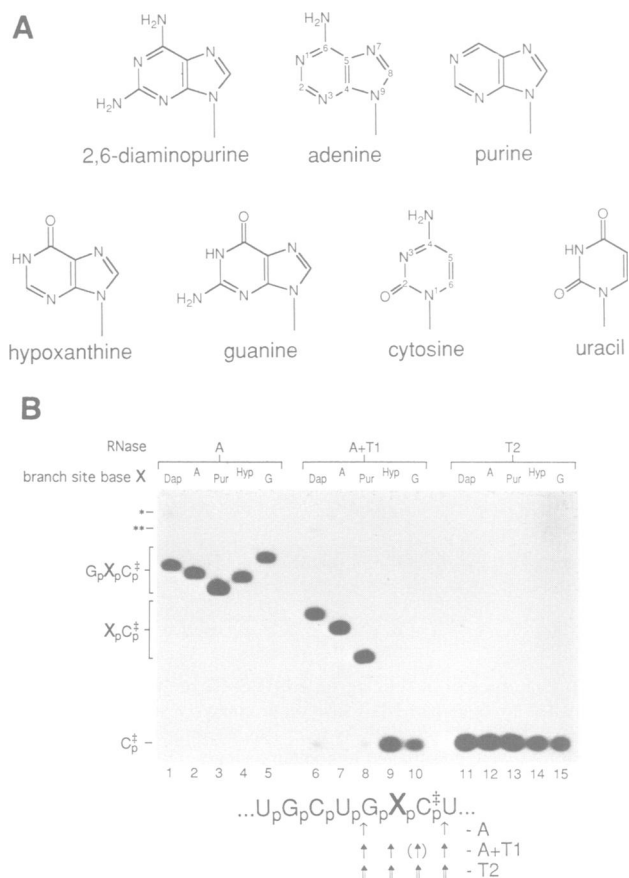 A
H₂N
N¹ 6 5 N⁷
H₂N N N N N 2 N³ 4 N⁹ 8 N N N N
2,6-diaminopurine adenine purine
O O H₂N O
HN N HN N N³ 4 5 HN
N N H₂N N N O 2 N¹ 6 O N
hypoxanthine guanine cytosine uracil
B
RNase A A+T1 T2
branch site base X Dap A Pur Hyp G Dap A Pur Hyp G Dap A Pur Hyp G
•–
••–
GpXpCp‡
XpCp‡
Cp‡ –
1 2 3 4 5 6 7 8 9 10 11 12 13 14 15
...UpGpCpUpGpXpCp‡U...
↑ ↑ - A
↑ ↑ (↑) ↑ - A+T1
↑ ↑ ↑ ↑ - T2